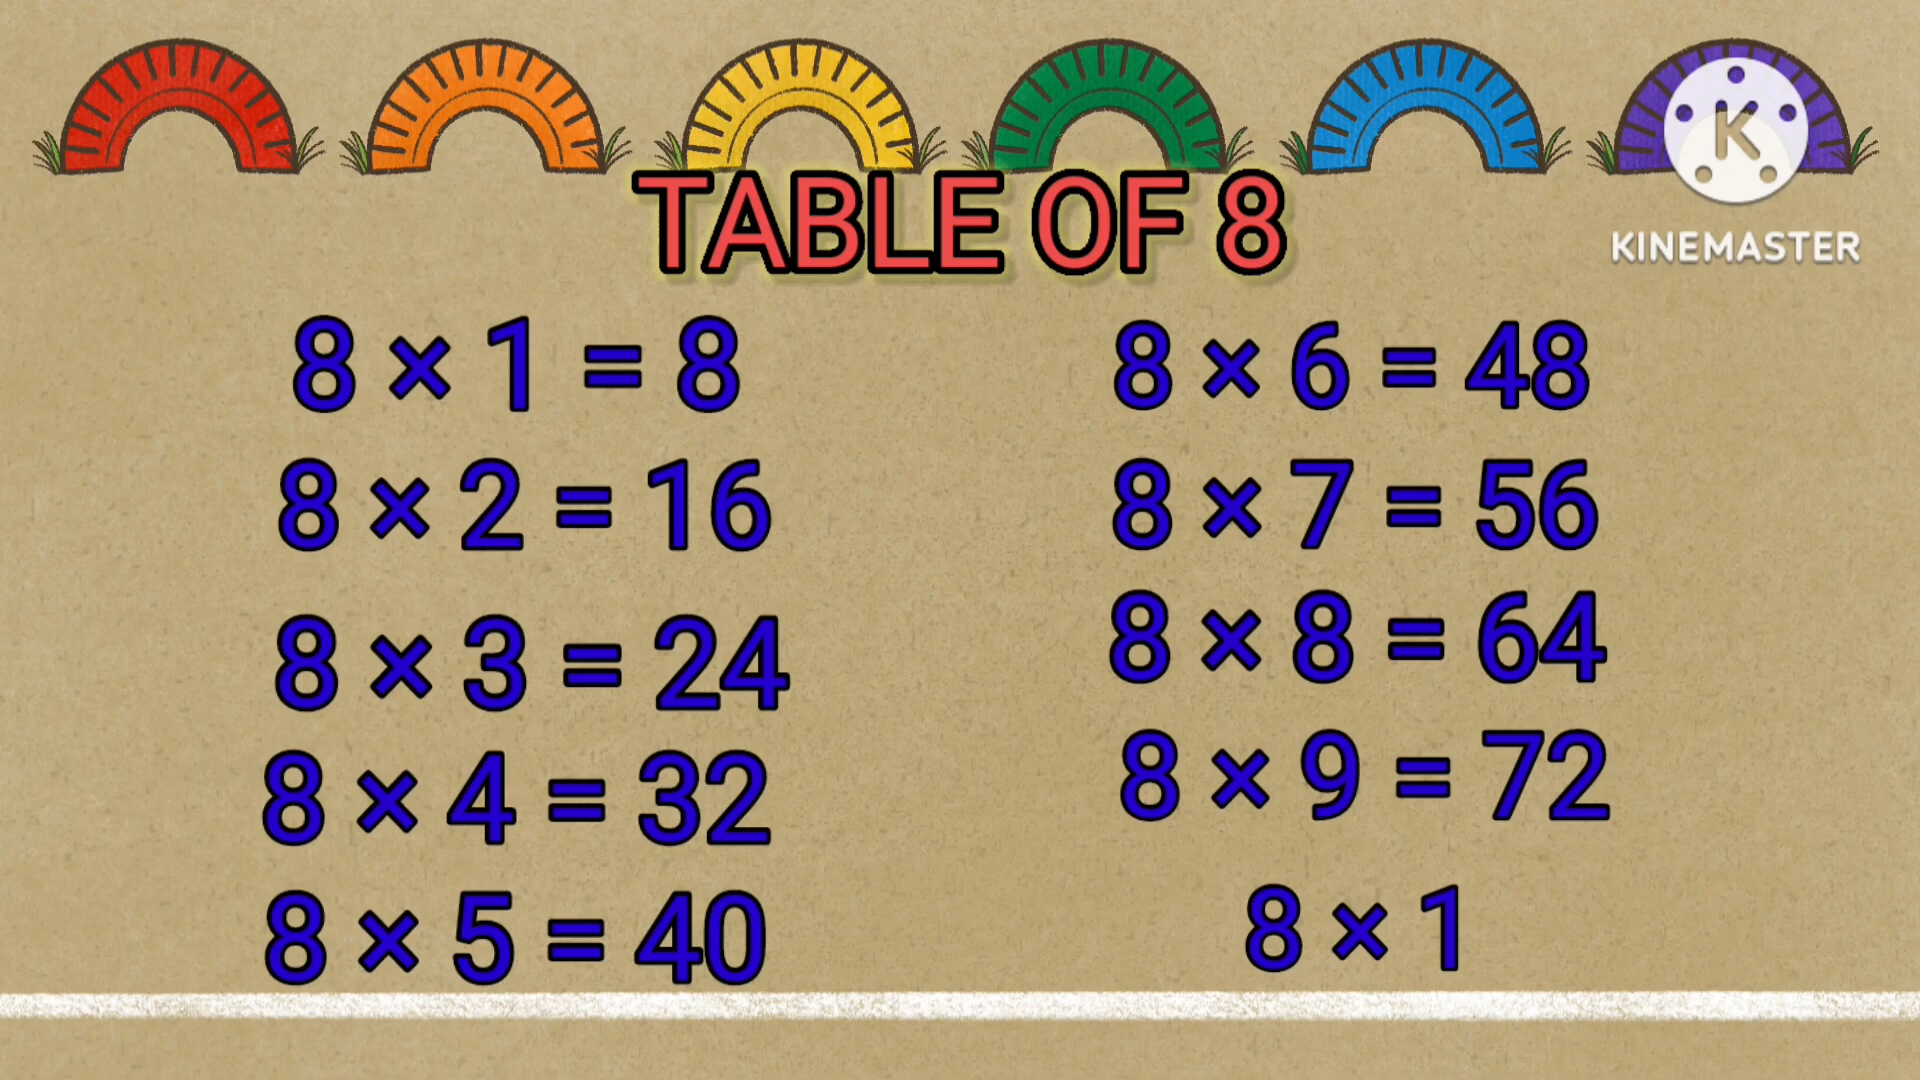 K
KINEMASTER
TABLE OF 8
8 × 1 = 8
8 × 2 = 16
8 × 3 = 24
8 × 4 = 32
8 × 5 = 40
8 × 6 = 48
8 × 7 = 56
8 × 8 = 64
8 × 9 = 72
8 × 1